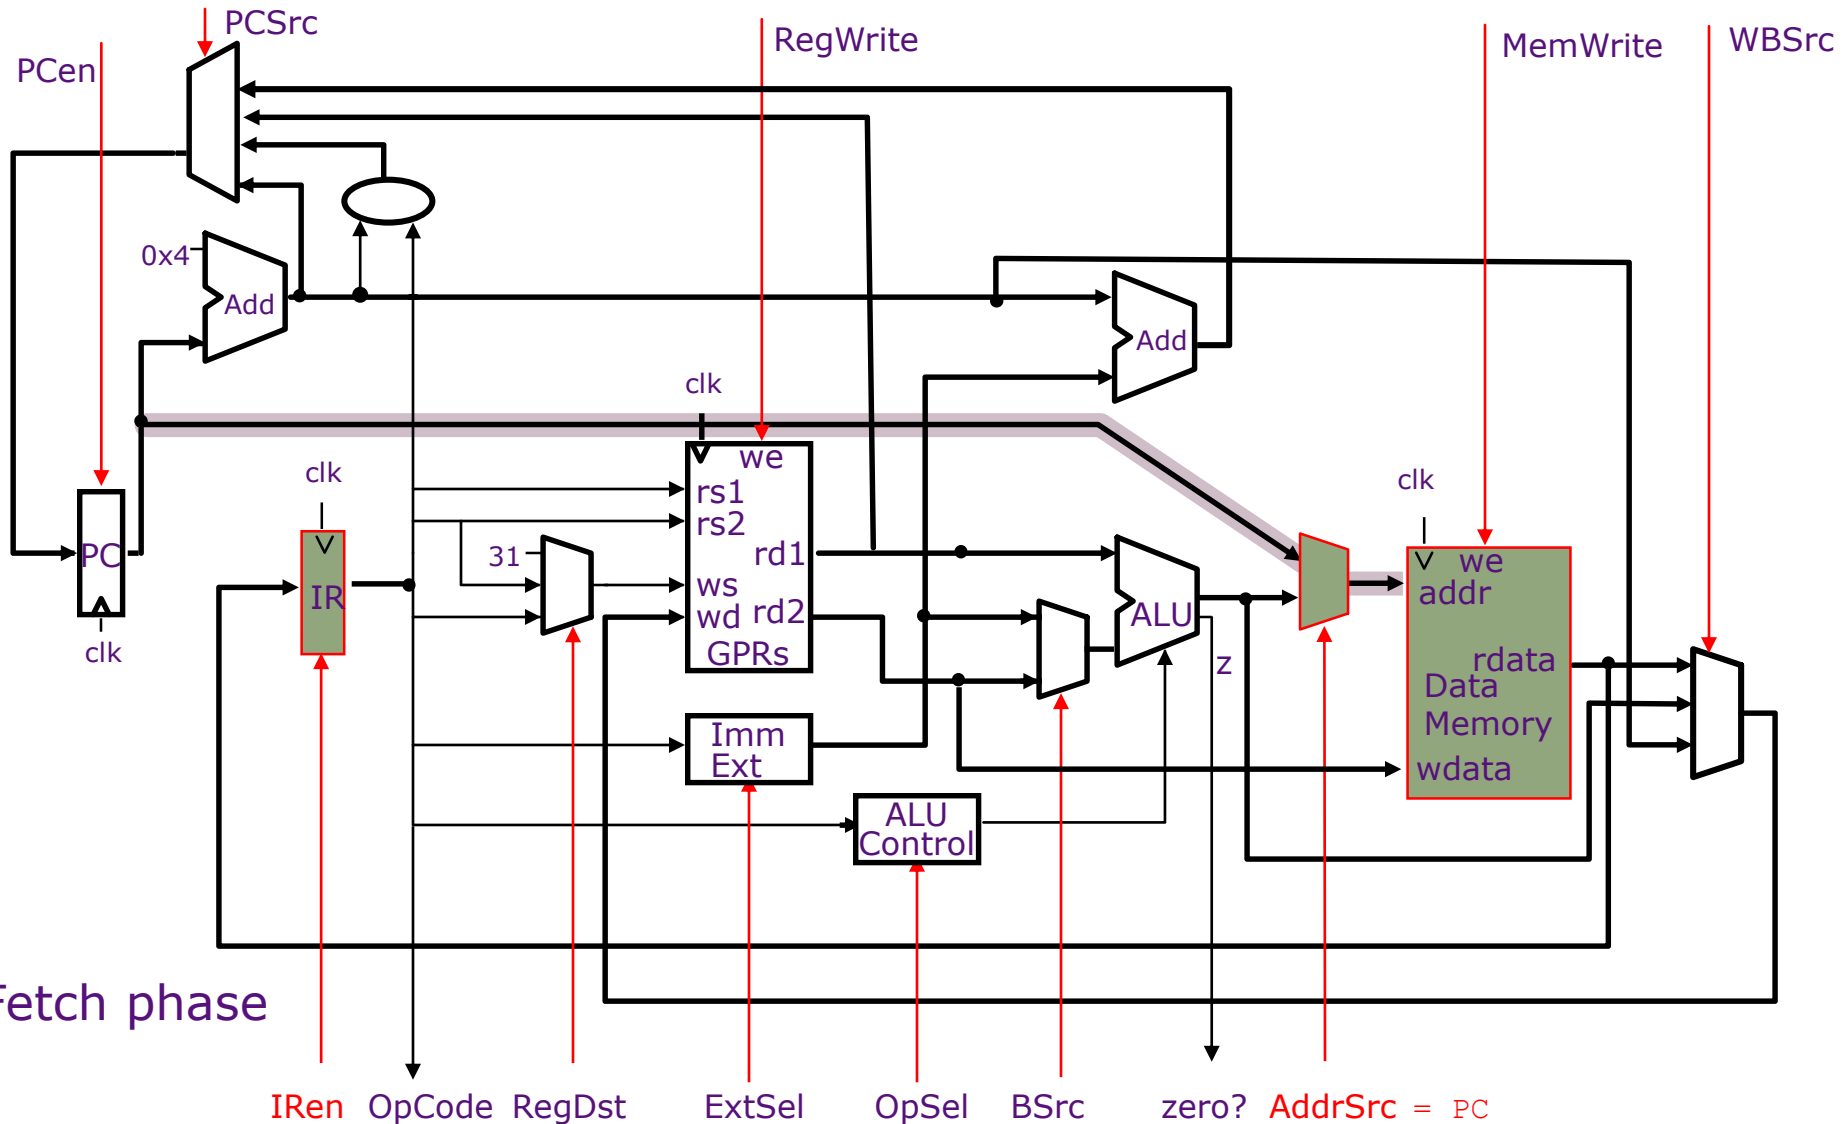 PCSrc
PCen
RegWrite
MemWrite
WBSrc
0x4
Add
Add
clk
we
clk
clk
rs1
rs2
31
rd1
we
PC
addr
IR
ws
wd
rd2
ALU
GPRs
clk
z
rdata
Data
Memory
Imm
Ext
wdata
ALU
Control
Fetch phase
IRen
OpCode
RegDst
ExtSel
OpSel
BSrc
zero?
AddrSrc = PC